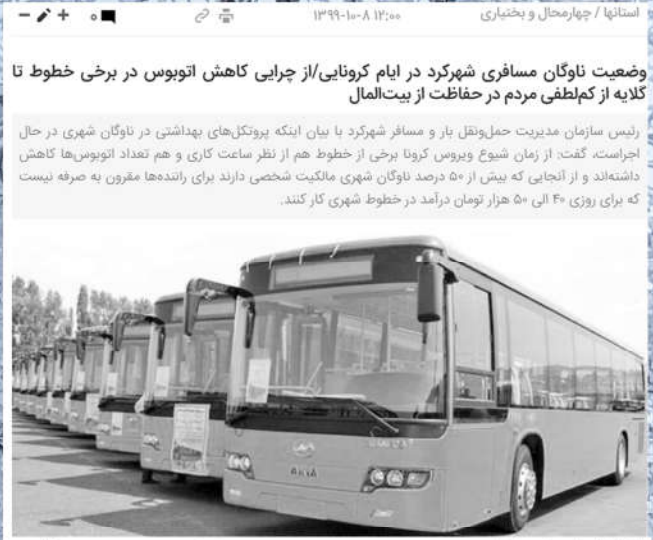 استانها / چهارمحال و بختیاری
۱۳۹۹-۱۰-۸ ۱۲:۰۰
۰
وضعیت ناوگان مسافری شهرکرد در ایام کرونایی/از چرایی کاهش اتوبوس در برخی خطوط تا
گلایه از کم‌لطفی مردم در حفاظت از بیت‌المال
رئیس سازمان مدیریت حمل‌ونقل بار و مسافر شهرکرد با بیان اینکه پروتکل‌های بهداشتی در ناوگان شهری در حال
اجراست، گفت: از زمان شیوع ویروس کرونا برخی از خطوط هم از نظر ساعت کاری و هم تعداد اتوبوس‌ها کاهش
داشته‌اند و از آنجایی که بیش از ۵۰ درصد ناوگان شهری مالکیت شخصی دارند برای راننده‌ها مقرون به صرفه نیست
که برای روزی ۴۰ الی ۵۰ هزار تومان درآمد در خطوط شهری کار کنند.